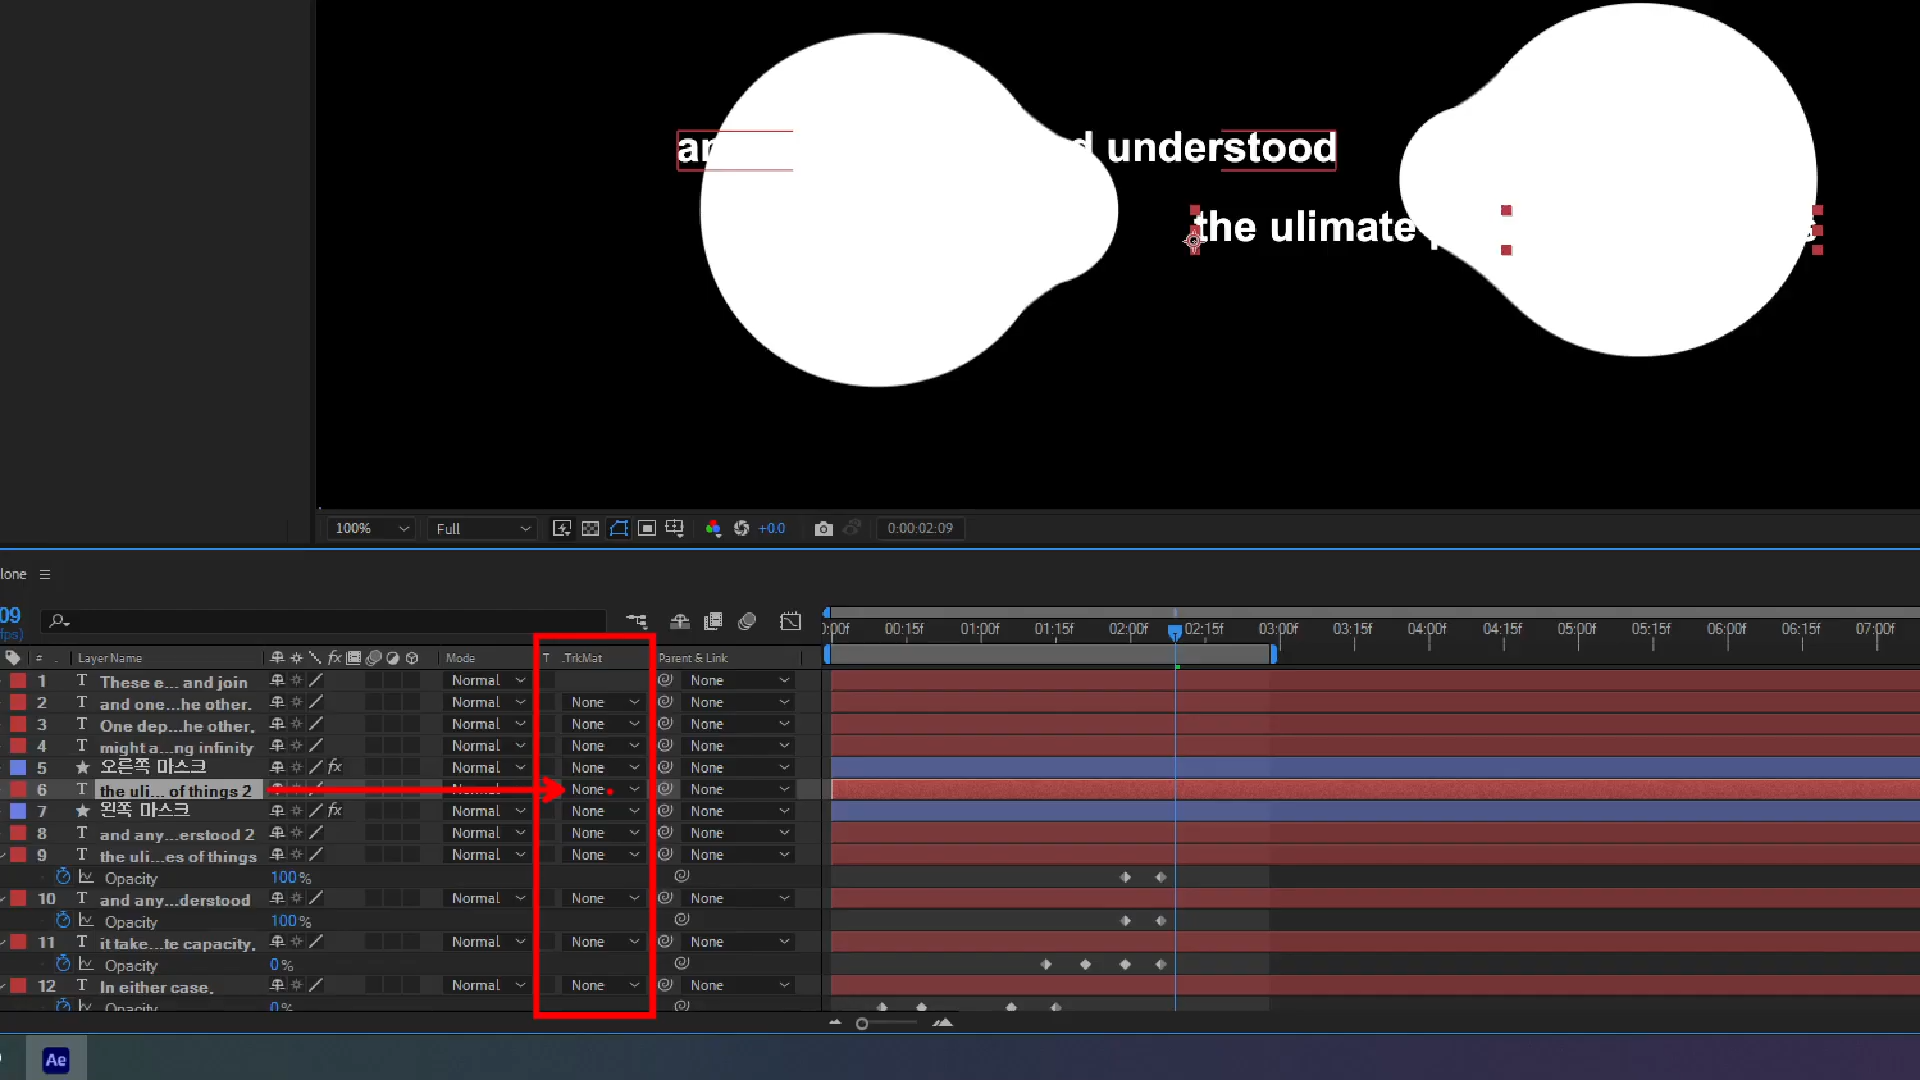 an d understood
the ulimate p s
100% Full +0.0 0:00:02:09
lone
09
fps)
0:00f 00:15f 01:00f 01:15f 02:00f 02:15f 03:00f 03:15f 04:00f 04:15f 05:00f 05:15f 06:00f 06:15f 07:00f
# Layer Name fx Mode T .TrkMat Parent & Link
1 T These e... and join Normal None
2 T and one...he other. Normal None None
3 T One dep...he other, Normal None None
4 T might a...ng infinity Normal None None
5 오른쪽 마스크 fx Normal None None
6 T the uli... of things 2 Normal None None
7 왼쪽 마스크 fx Normal None None
8 T and any...erstood 2 Normal None None
9 T the uli...es of things Normal None None
Opacity 100%
10 T and any...derstood Normal None None
Opacity 100%
11 T it take...te capacity, Normal None None
Opacity 0%
12 T In either case, Normal None None
Opacity 0%
Ae